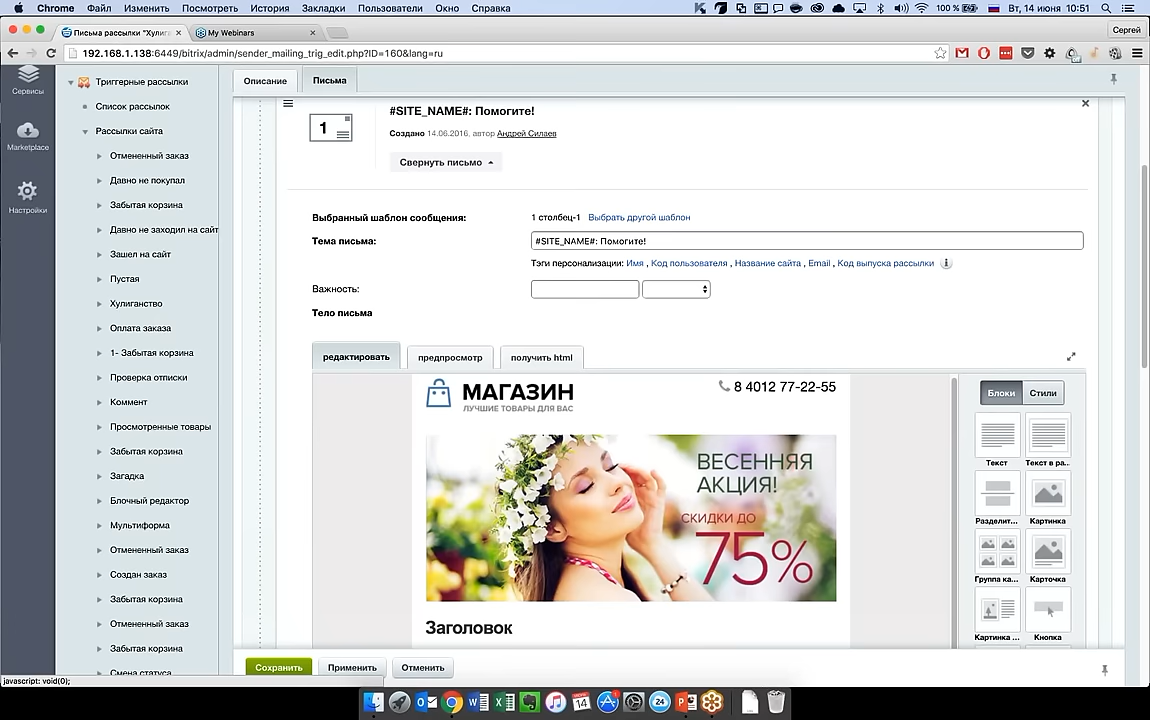 Chrome Файл Изменить Посмотреть История Закладки Пользователи Окно Справка 100 % Вт, 14 июня 10:51
Письма рассылки "Хулига My Webinars Сергей
192.168.1.138:6449/bitrix/admin/sender_mailing_trig_edit.php?ID=160&lang=ru
Сервисы
Marketplace
Настройки
Триггерные рассылки
Список рассылок
Рассылки сайта
Отмененный заказ
Давно не покупал
Забытая корзина
Давно не заходил на сайт
Зашел на сайт
Пустая
Хулиганство
Оплата заказа
1- Забытая корзина
Проверка отписки
Коммент
Просмотренные товары
Забытая корзина
Загадка
Блочный редактор
Мультиформа
Отмененный заказ
Создан заказ
Забытая корзина
Отмененный заказ
Забытая корзина
Смена статуса
javascript: void(0);
Описание Письма
1
#SITE_NAME#: Помогите!
Создано 14.06.2016, автор Андрей Силаев
Свернуть письмо
Выбранный шаблон сообщения: 1 столбец-1 Выбрать другой шаблон
Тема письма: #SITE_NAME#: Помогите!
Тэги персонализации: Имя , Код пользователя , Название сайта , Email , Код выпуска рассылки
Важность:
Тело письма
редактировать предпросмотр получить html
МАГАЗИН
ЛУЧШИЕ ТОВАРЫ ДЛЯ ВАС
8 4012 77-22-55
ВЕСЕННЯЯ
АКЦИЯ!
СКИДКИ ДО
75%
Заголовок
Блоки Стили
Текст Текст в ра...
Разделит... Картинка
Группа ка... Карточка
Картинка ... Кнопка
Сохранить Применить Отменить
14
24